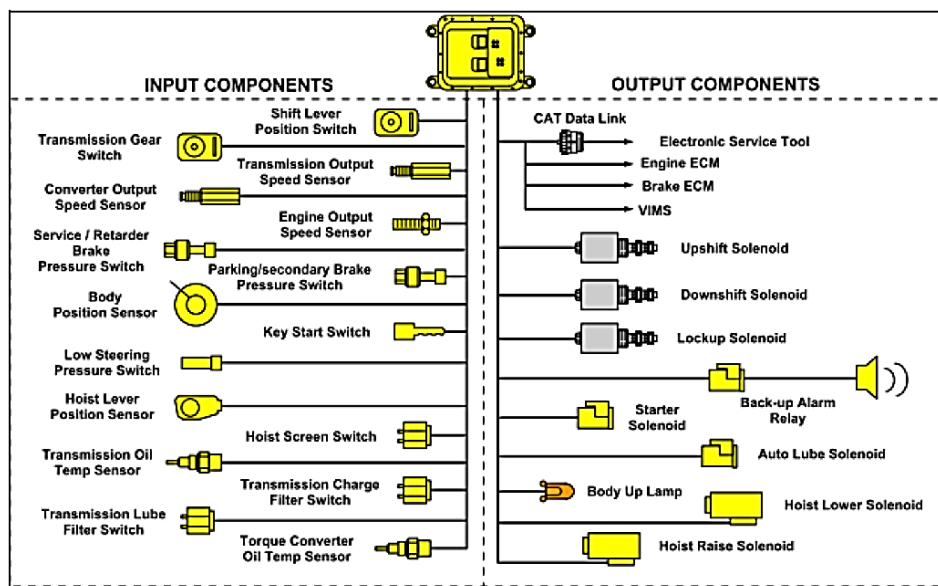 INPUT COMPONENTS
OUTPUT COMPONENTS
Shift Lever
Position Switch
Transmission Gear
Switch
Transmission Output
Speed Sensor
Converter Output
Speed Sensor
Engine Output
Speed Sensor
Service / Retarder
Brake
Pressure Switch
Parking/secondary Brake
Pressure Switch
Body
Position Sensor
Key Start Switch
Low Steering
Pressure Switch
Hoist Lever
Position Sensor
Hoist Screen Switch
Transmission Oil
Temp Sensor
Transmission Charge
Filter Switch
Transmission Lube
Filter Switch
Torque Converter
Oil Temp Sensor
CAT Data Link
Electronic Service Tool
Engine ECM
Brake ECM
VIMS
Upshift Solenoid
Downshift Solenoid
Lockup Solenoid
Back-up Alarm
Relay
Starter
Solenoid
Auto Lube Solenoid
Body Up Lamp
Hoist Lower Solenoid
Hoist Raise Solenoid